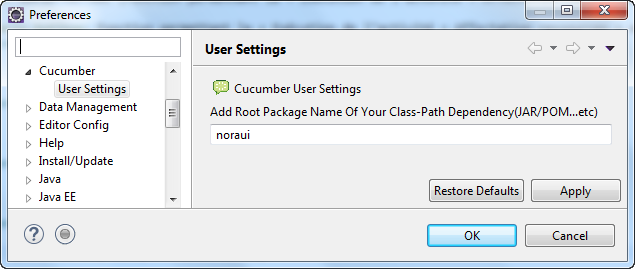 Preferences
User Settings
Cucumber
User Settings
Data Management
Editor Config
Help
Install/Update
Java
Java EE
Cucumber User Settings
Add Root Package Name Of Your Class-Path Dependency(JAR/POM...etc)
noraui
Restore Defaults
Apply
?
OK
Cancel